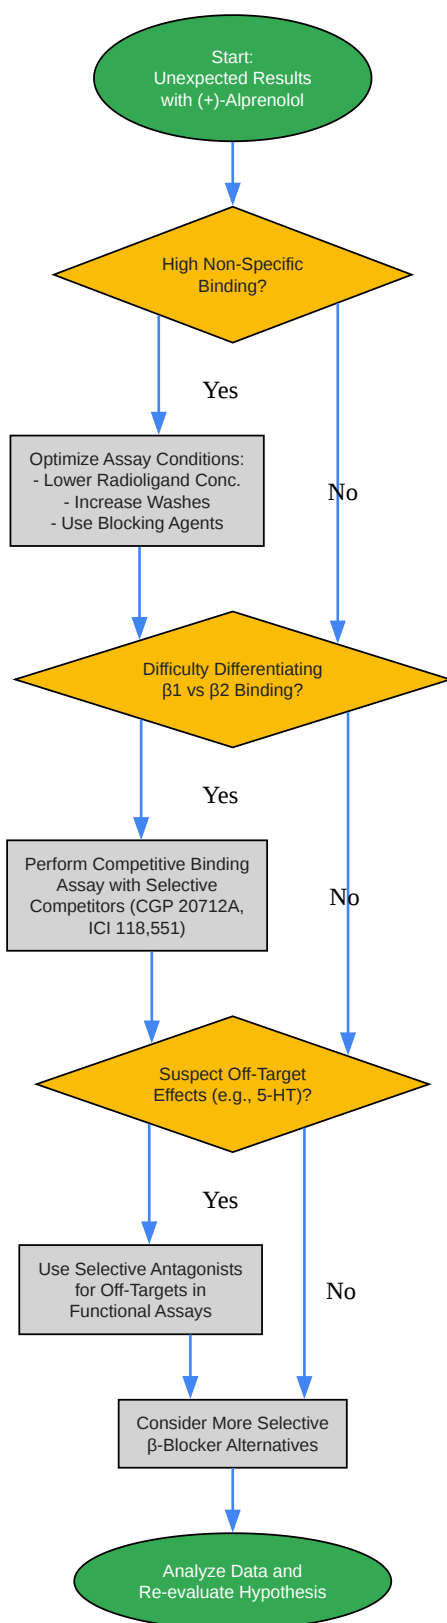 Start:
Unexpected Results
with (+)-Alprenolol
High Non-Specific
Binding?
Yes
Optimize Assay Conditions:
- Lower Radioligand Conc.
- Increase Washes
- Use Blocking Agents
No
Difficulty Differentiating
β1 vs β2 Binding?
Yes
Perform Competitive Binding
Assay with Selective
Competitors (CGP 20712A,
ICI 118,551)
No
Suspect Off-Target
Effects (e.g., 5-HT)?
Yes
Use Selective Antagonists
for Off-Targets in
Functional Assays
No
Consider More Selective
β-Blocker Alternatives
Analyze Data and
Re-evaluate Hypothesis